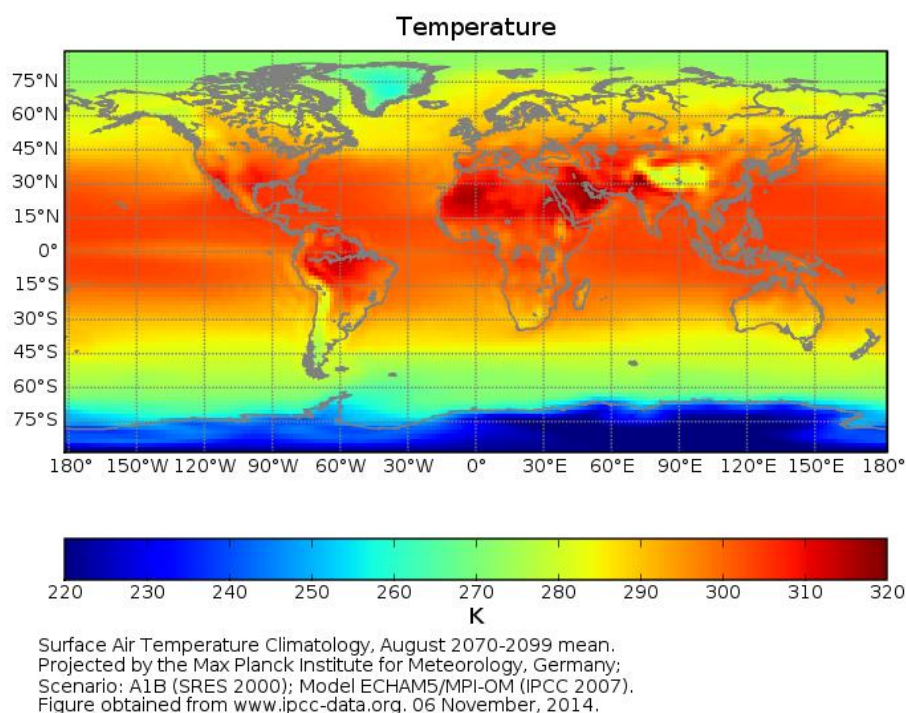 Temperature
75°N
60°N
45°N
30°N
15°N
0°
15°S
30°S
45°S
60°S
75°S
180° 150°W 120°W 90°W 60°W 30°W 0° 30°E 60°E 90°E 120°E 150°E 180°
220 230 240 250 260 270 280 290 300 310 320
K
Surface Air Temperature Climatology, August 2070-2099 mean.
Projected by the Max Planck Institute for Meteorology, Germany;
Scenario: A1B (SRES 2000); Model ECHAM5/MPI-OM (IPCC 2007).
Figure obtained from www.ipcc-data.org. 06 November, 2014.